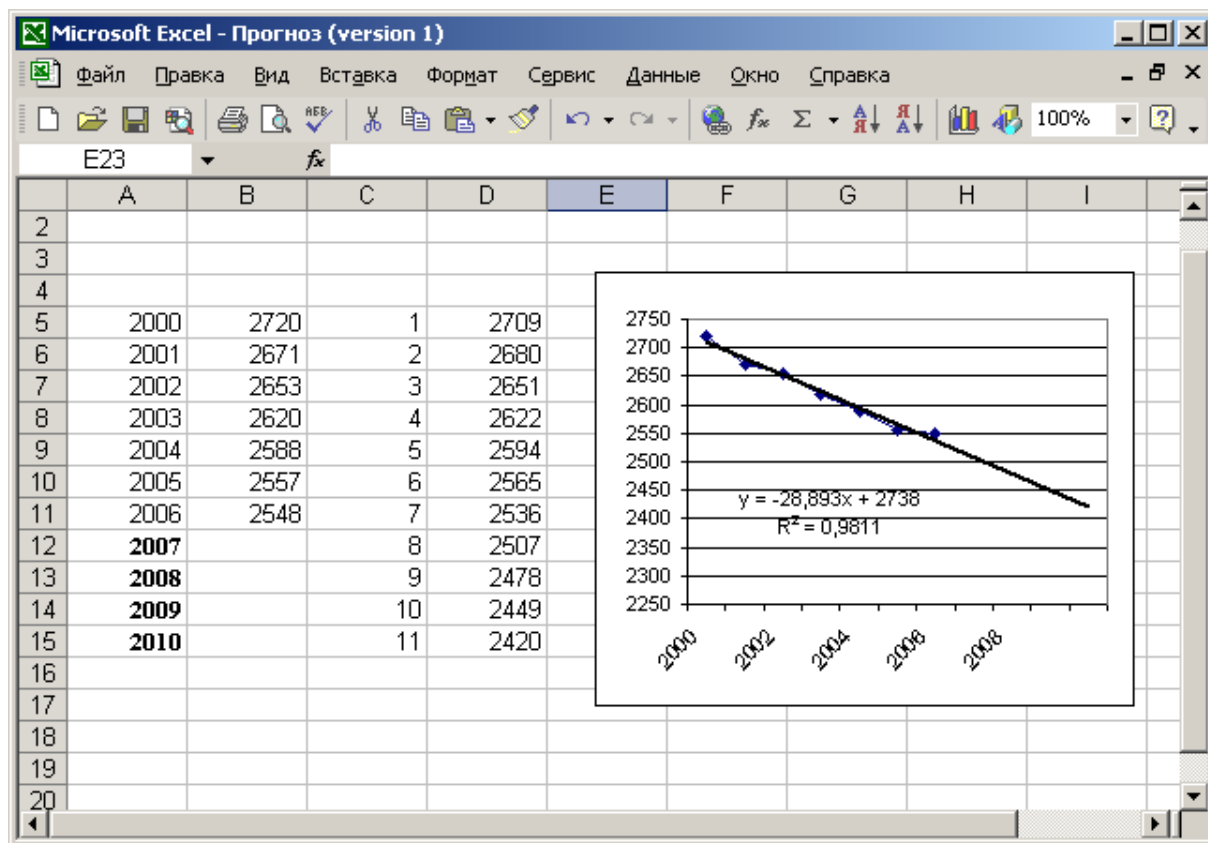 Microsoft Excel - Прогноз (version 1)
Файл Правка Вид Вставка Формат Сервис Данные Окно Справка
АБВ fx Σ А Я Я А 100% ?
E23 fx
A B C D E F G H I
2
3
4
5 2000 2720 1 2709
6 2001 2671 2 2680
7 2002 2653 3 2651
8 2003 2620 4 2622
9 2004 2588 5 2594
10 2005 2557 6 2565
11 2006 2548 7 2536
12 2007 8 2507
13 2008 9 2478
14 2009 10 2449
15 2010 11 2420
16
17
18
19
20
2750
2700
2650
2600
2550
2500
2450
2400
2350
2300
2250
y = -28,893x + 2738
R² = 0,9811
2000 2002 2004 2006 2008